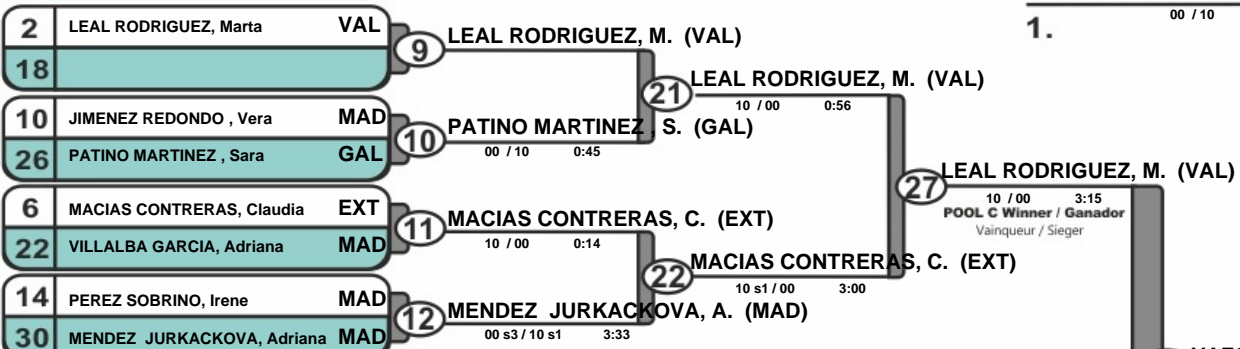 2 LEAL RODRIGUEZ, Marta VAL
18
9 LEAL RODRIGUEZ, M. (VAL)
10 JIMENEZ REDONDO , Vera MAD
26 PATINO MARTINEZ , Sara GAL
10 PATINO MARTINEZ , S. (GAL)
00 / 10 0:45
21 LEAL RODRIGUEZ, M. (VAL)
10 / 00 0:56
6 MACIAS CONTRERAS, Claudia EXT
22 VILLALBA GARCIA, Adriana MAD
11 MACIAS CONTRERAS, C. (EXT)
10 / 00 0:14
14 PEREZ SOBRINO, Irene MAD
30 MENDEZ JURKACKOVA, Adriana MAD
12 MENDEZ JURKACKOVA, A. (MAD)
00 s3 / 10 s1 3:33
22 MACIAS CONTRERAS, C. (EXT)
10 s1 / 00 3:00
27 LEAL RODRIGUEZ, M. (VAL)
10 / 00 3:15
POOL C Winner / Ganador
Vainqueur / Sieger
00 / 10
1.